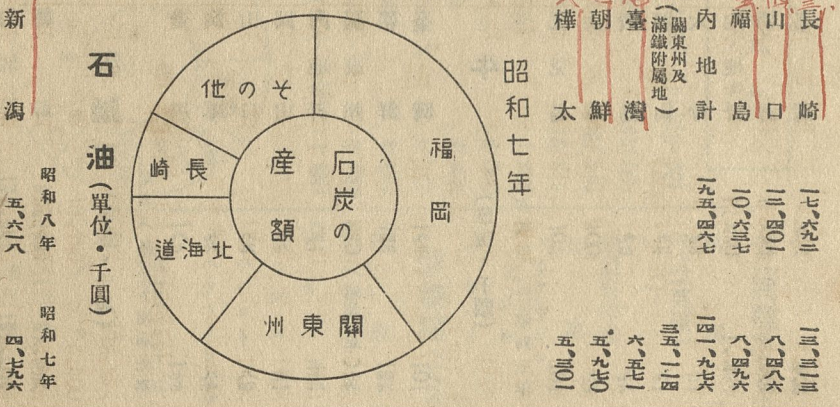 長崎 一七、六九二 一三、三一三
山口 一二、四〇一 八、四八六
福島 一〇、六三七 八、四九六
內地計 一九五、四六七 一四一、九七六
(關東州及
滿鐵附屬地) 三五、一一四
臺灣 六、五七一
朝鮮 五、九七〇
樺太 五、三〇一
昭和七年
石炭の
産額
福岡
關東州
北海道
長崎
その他
石油(單位・千圓)
昭和八年 昭和七年
新潟 五、六一八 四、七九六